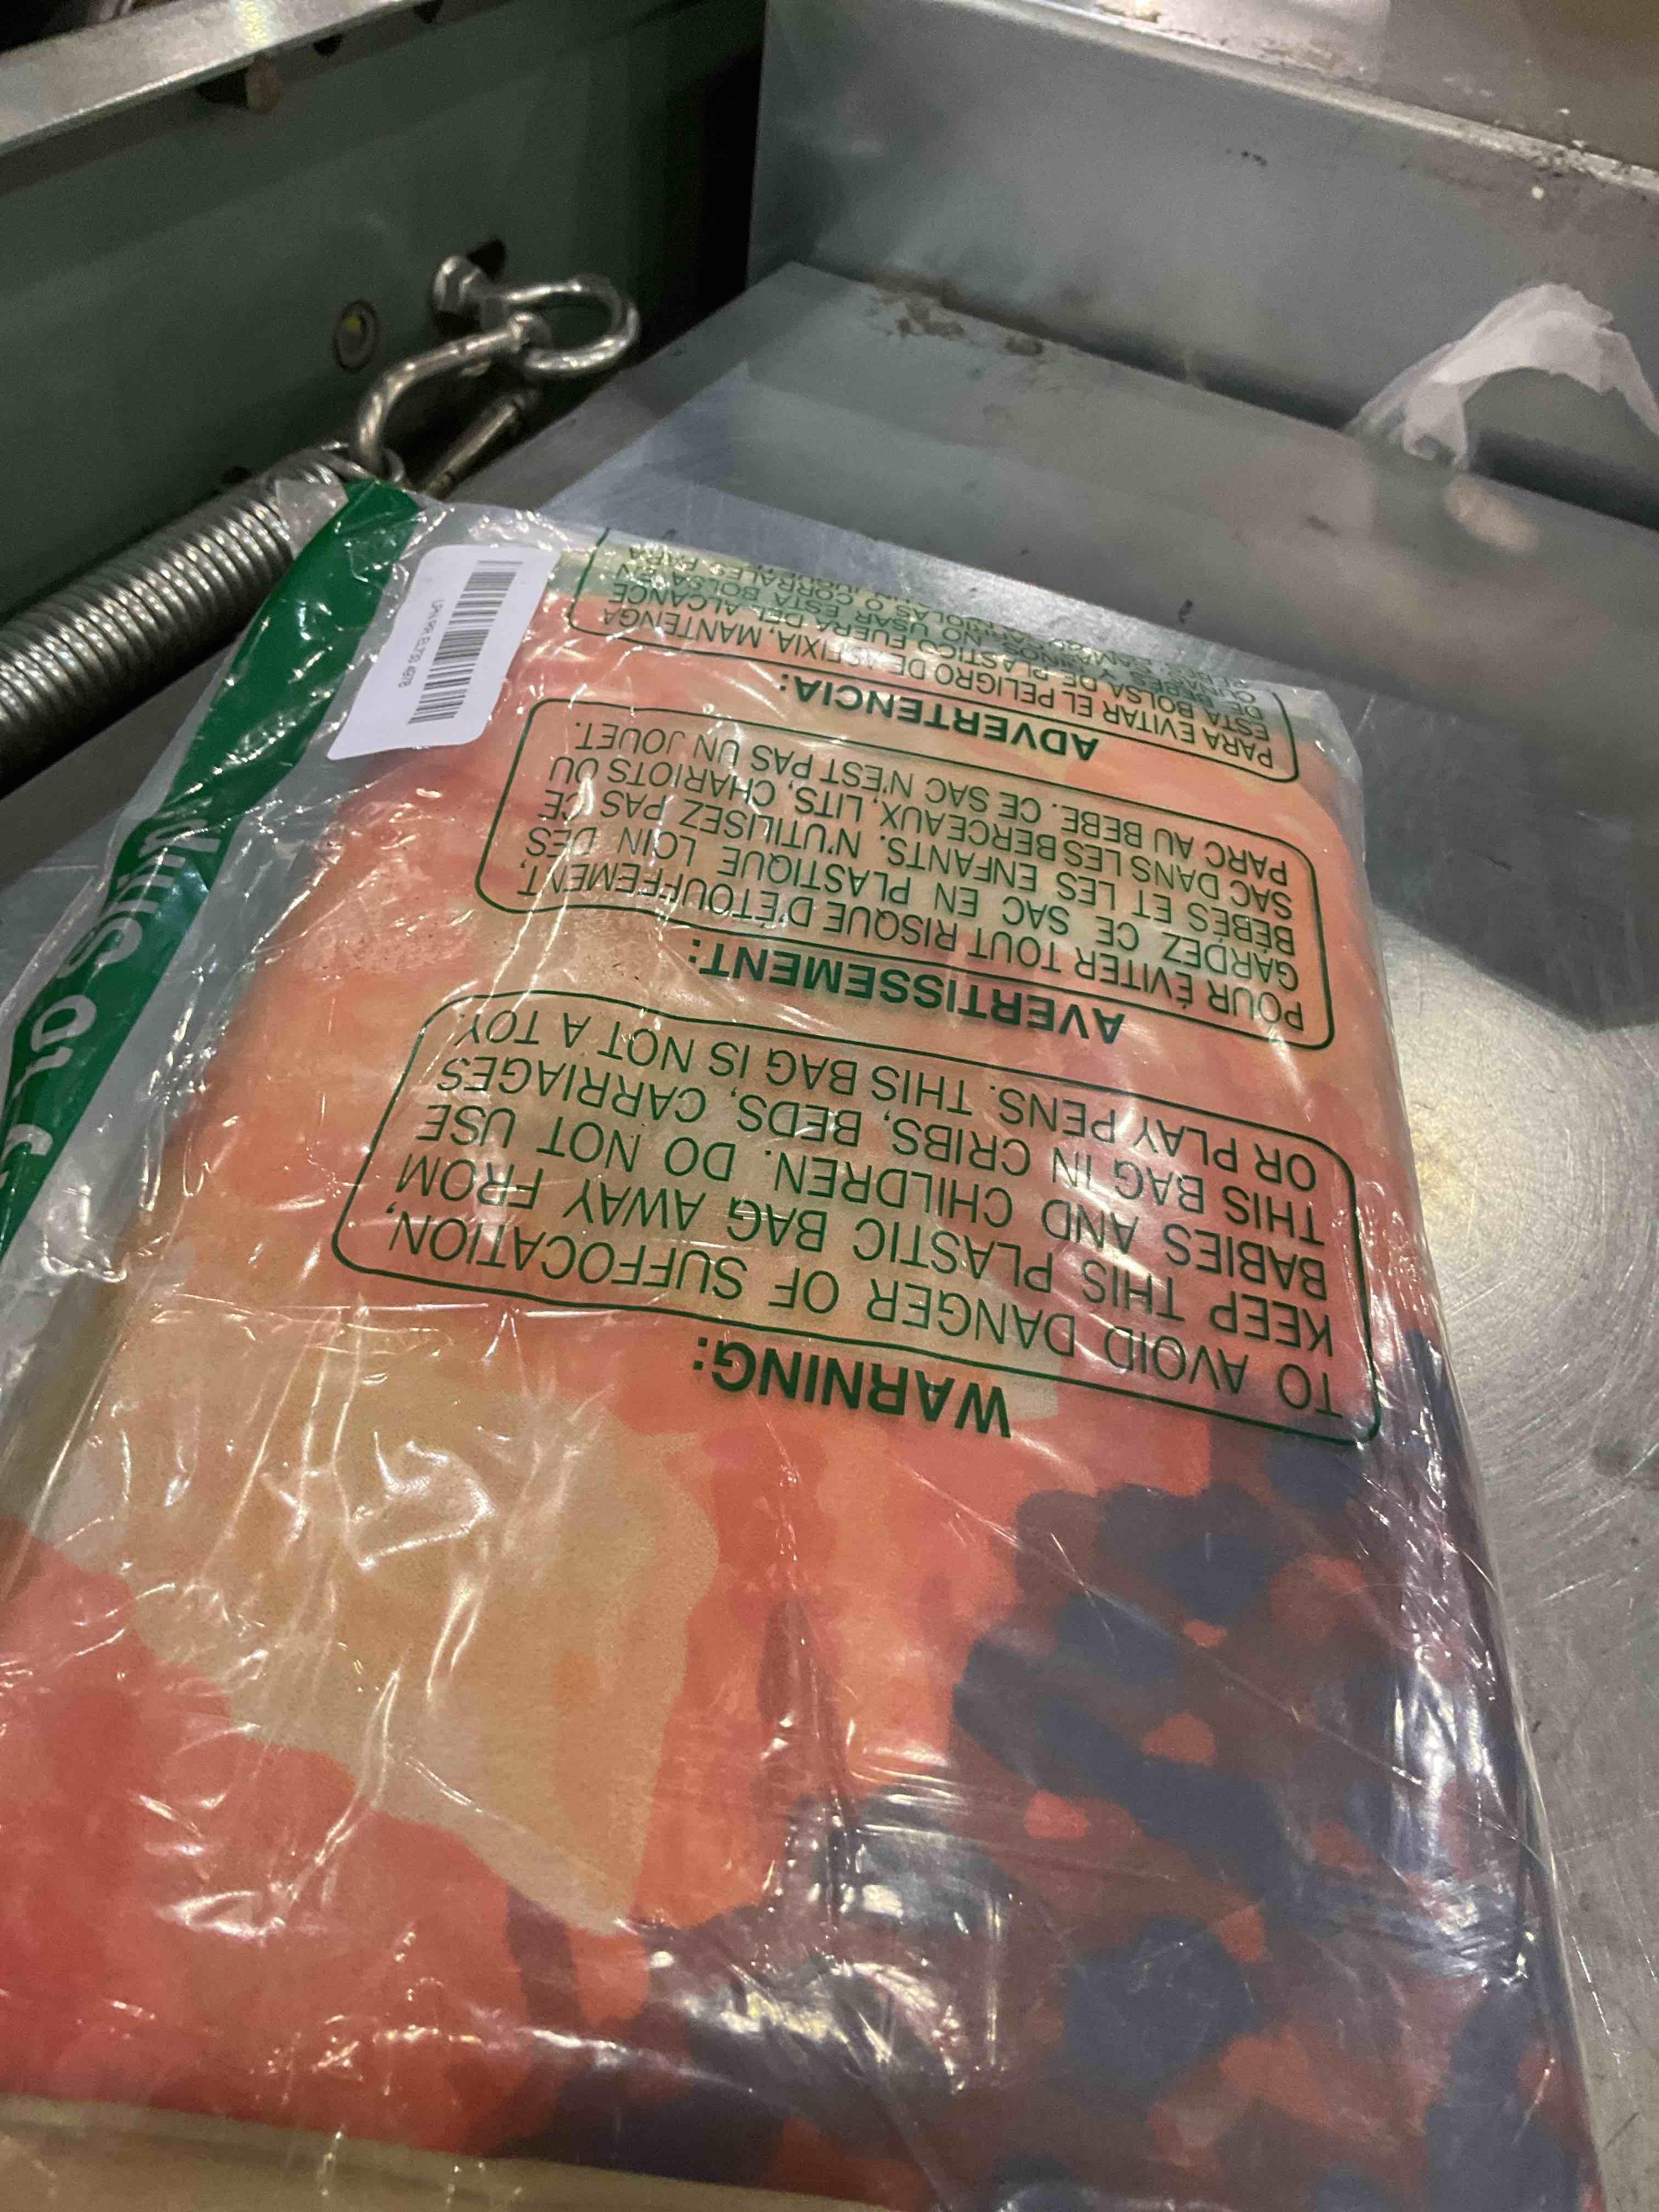 WARNING:
TO AVOID DANGER OF SUFFOCATION,
KEEP THIS PLASTIC BAG AWAY FROM
BABIES AND CHILDREN. DO NOT USE
THIS BAG IN CRIBS, BEDS, CARRIAGES
OR PLAY PENS. THIS BAG IS NOT A TOY.
AVERTISSEMENT:
POUR ÉVITER TOUT RISQUE D'ÉTOUFFEMENT,
GARDEZ CE SAC EN PLASTIQUE LOIN DES
BÉBÉS ET LES ENFANTS. N'UTILISEZ PAS CE
SAC DANS LES BERCEAUX, LITS, CHARIOTS OU
PARC AU BEBE. CE SAC N'EST PAS UN JOUET.
ADVERTENCIA:
PARA EVITAR EL PELIGRO DE ASFIXIA, MANTENGA
ESTA BOLSA DE PLASTICO FUERA DEL ALCANCE
DE BEBES Y NO USAR ESTA BOLSA EN